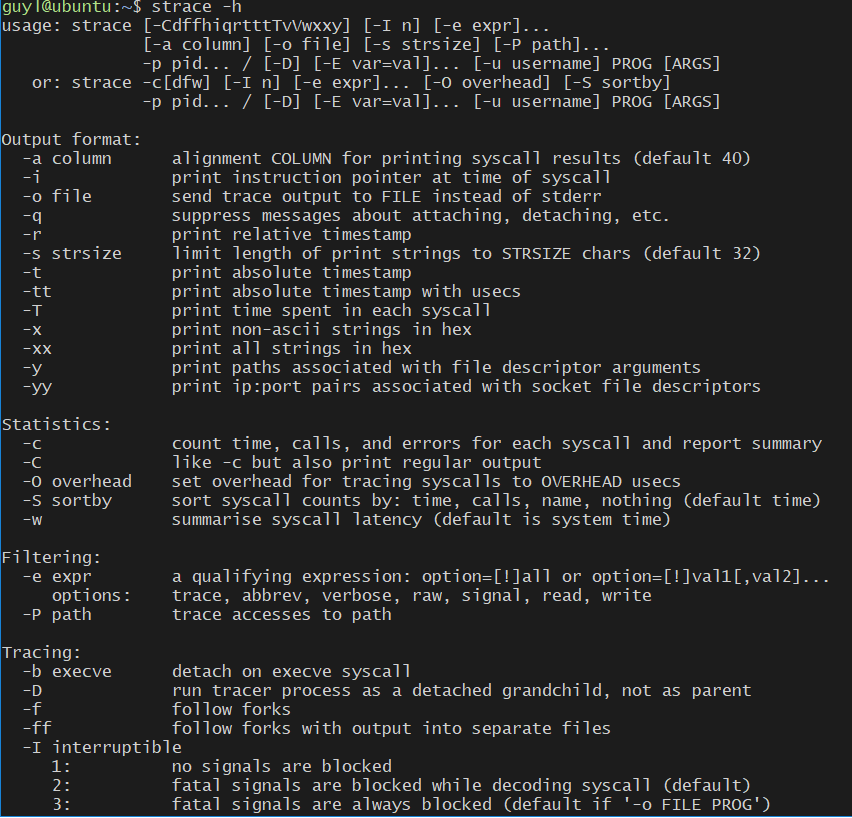 guyl@ubuntu:~$ strace -h
usage: strace [-CdffhiqrtttTvVwxxy] [-I n] [-e expr]...
              [-a column] [-o file] [-s strsize] [-P path]...
              -p pid... / [-D] [-E var=val]... [-u username] PROG [ARGS]
   or: strace -c[dfw] [-I n] [-e expr]... [-O overhead] [-S sortby]
              -p pid... / [-D] [-E var=val]... [-u username] PROG [ARGS]

Output format:
  -a column      alignment COLUMN for printing syscall results (default 40)
  -i             print instruction pointer at time of syscall
  -o file        send trace output to FILE instead of stderr
  -q             suppress messages about attaching, detaching, etc.
  -r             print relative timestamp
  -s strsize     limit length of print strings to STRSIZE chars (default 32)
  -t             print absolute timestamp
  -tt            print absolute timestamp with usecs
  -T             print time spent in each syscall
  -x             print non-ascii strings in hex
  -xx            print all strings in hex
  -y             print paths associated with file descriptor arguments
  -yy            print ip:port pairs associated with socket file descriptors

Statistics:
  -c             count time, calls, and errors for each syscall and report summary
  -C             like -c but also print regular output
  -O overhead    set overhead for tracing syscalls to OVERHEAD usecs
  -S sortby      sort syscall counts by: time, calls, name, nothing (default time)
  -w             summarise syscall latency (default is system time)

Filtering:
  -e expr        a qualifying expression: option=[!]all or option=[!]val1[,val2]...
     options:    trace, abbrev, verbose, raw, signal, read, write
  -P path        trace accesses to path

Tracing:
  -b execve      detach on execve syscall
  -D             run tracer process as a detached grandchild, not as parent
  -f             follow forks
  -ff            follow forks with output into separate files
  -I interruptible
     1:          no signals are blocked
     2:          fatal signals are blocked while decoding syscall (default)
     3:          fatal signals are always blocked (default if '-o FILE PROG')